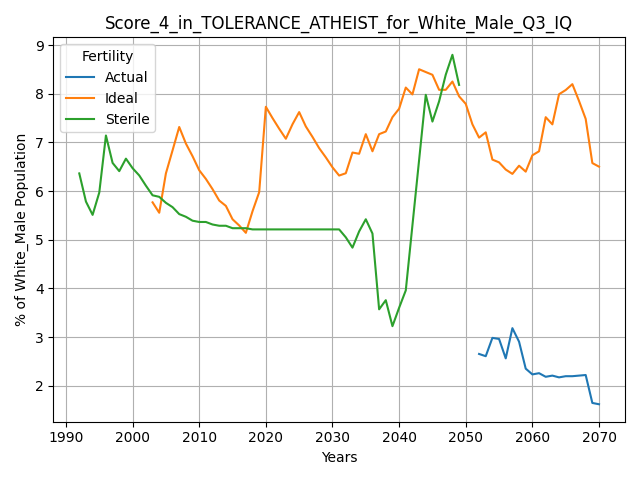 Score_4_in_TOLERANCE_ATHEIST_for_White_Male_Q3_IQ
Fertility
Actual
Ideal
Sterile
% of White_Male Population
9
8
7
6
5
4
3
2
1990 2000 2010 2020 2030 2040 2050 2060 2070
Years